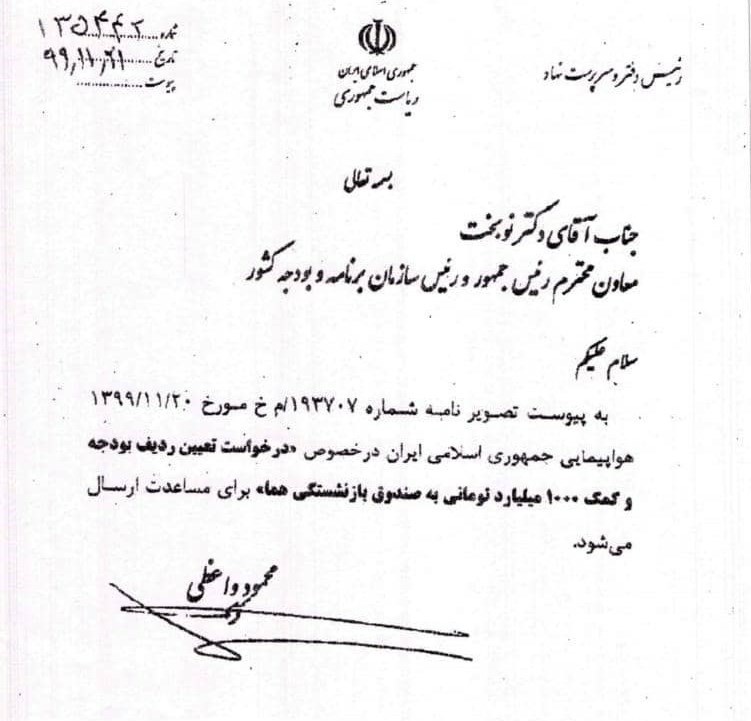 رئیس دفتر و سرپرست نهاد
جمهوری اسلامی ایران
ریاست جمهوری
شماره ۱۳۵۴۴۲
تاریخ ۹۹,۱۱,۲۱
پیوست
بسمه تعالی
جناب آقای دکتر نوبخت
معاون محترم رئیس جمهور و رئیس سازمان برنامه و بودجه کشور
سلام علیکم
به پیوست تصویر نامه شماره ۱۹۳۷۰۷/م خ مورخ ۱۳۹۹/۱۱/۲۰
هواپیمایی جمهوری اسلامی ایران درخصوص «درخواست تعیین ردیف بودجه
و کمک ۱۰۰۰ میلیارد تومانی به صندوق بازنشستگی هما» برای مساعدت ارسال
می‌شود.
محمود واعظی